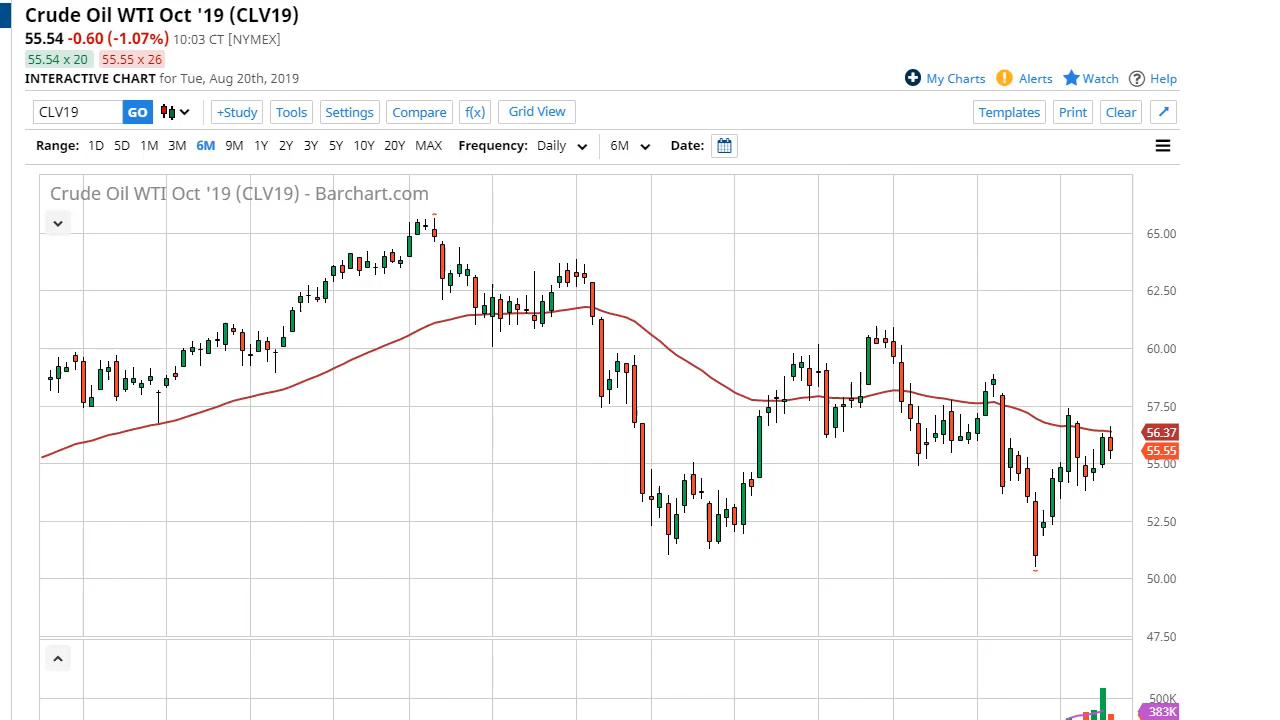 Crude Oil WTI Oct '19 (CLV19)
55.54 -0.60 (-1.07%) 10:03 CT [NYMEX]
55.54 x 20 55.55 x 26
INTERACTIVE CHART for Tue, Aug 20th, 2019
My Charts Alerts Watch Help
CLV19 GO +Study Tools Settings Compare f(x) Grid View Templates Print Clear
Range: 1D 5D 1M 3M 6M 9M 1Y 2Y 3Y 5Y 10Y 20Y MAX Frequency: Daily 6M Date:
Crude Oil WTI Oct '19 (CLV19) - Barchart.com
65.00
62.50
60.00
57.50
56.37
55.55
55.00
52.50
50.00
47.50
500K
383K